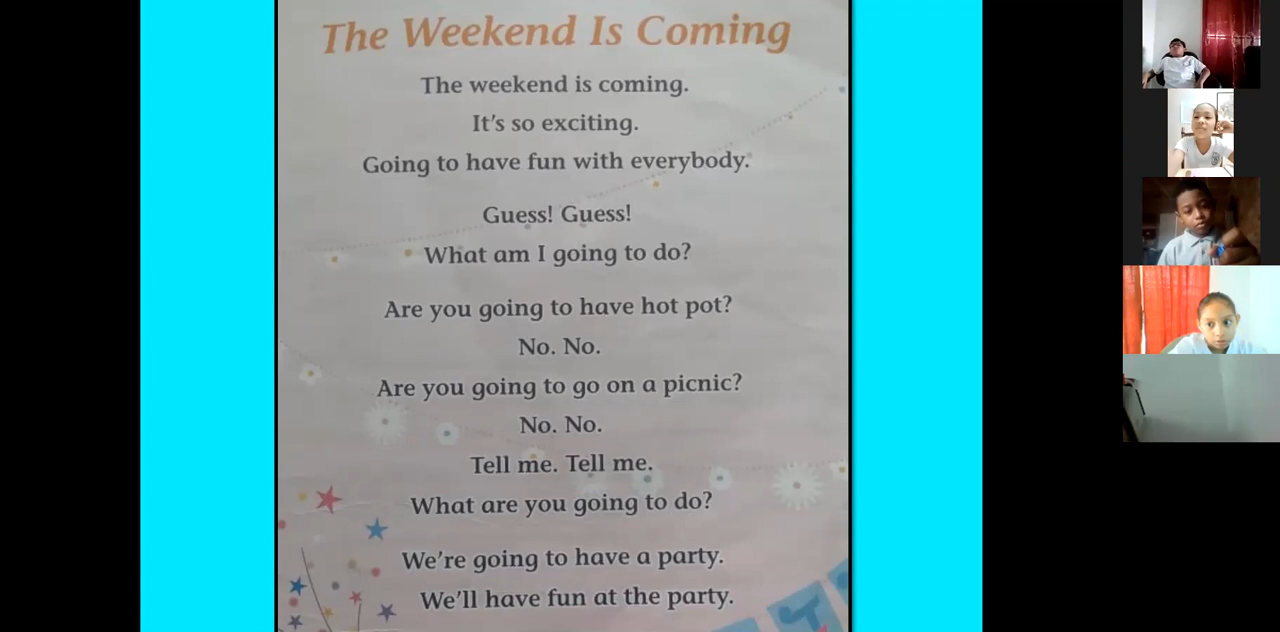 The Weekend Is Coming
The weekend is coming.
It's so exciting.
Going to have fun with everybody.
Guess! Guess!
What am I going to do?
Are you going to have hot pot?
No. No.
Are you going to go on a picnic?
No. No.
Tell me. Tell me.
What are you going to do?
We're going to have a party.
We'll have fun at the party.